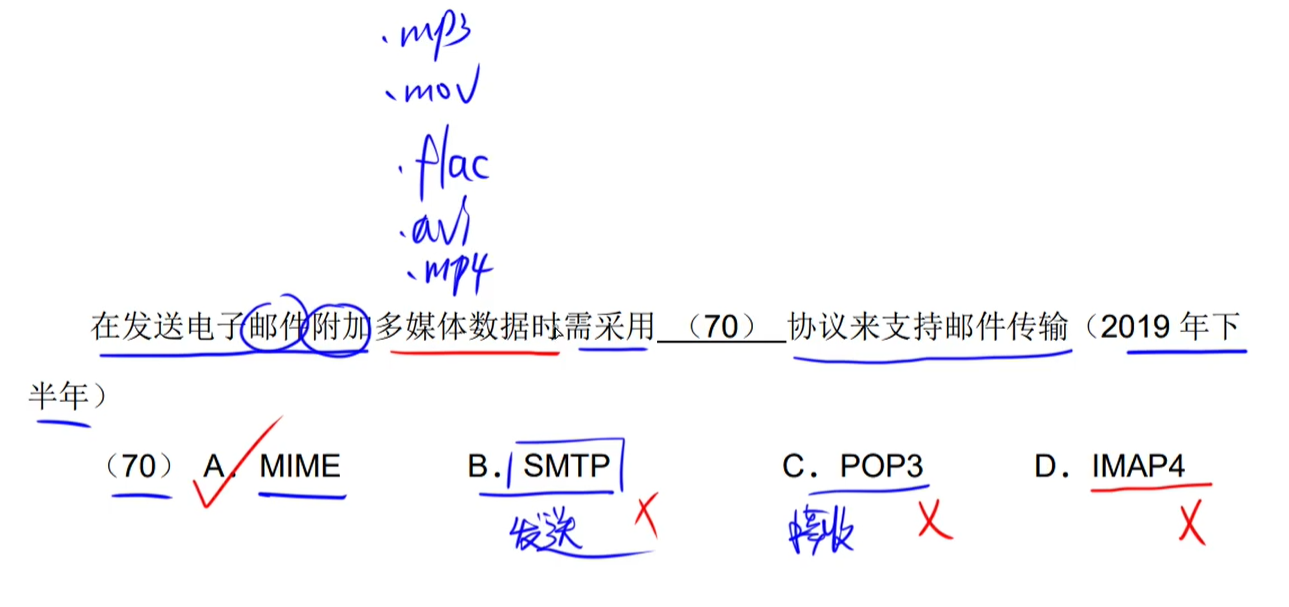 .mp3
.mov
.flac
.avi
.mp4
在发送电子邮件附加多媒体数据时需采用 （70） 协议来支持邮件传输（2019 年下
半年）
（70） A. MIME B. SMTP C. POP3 D. IMAP4
发送 接收